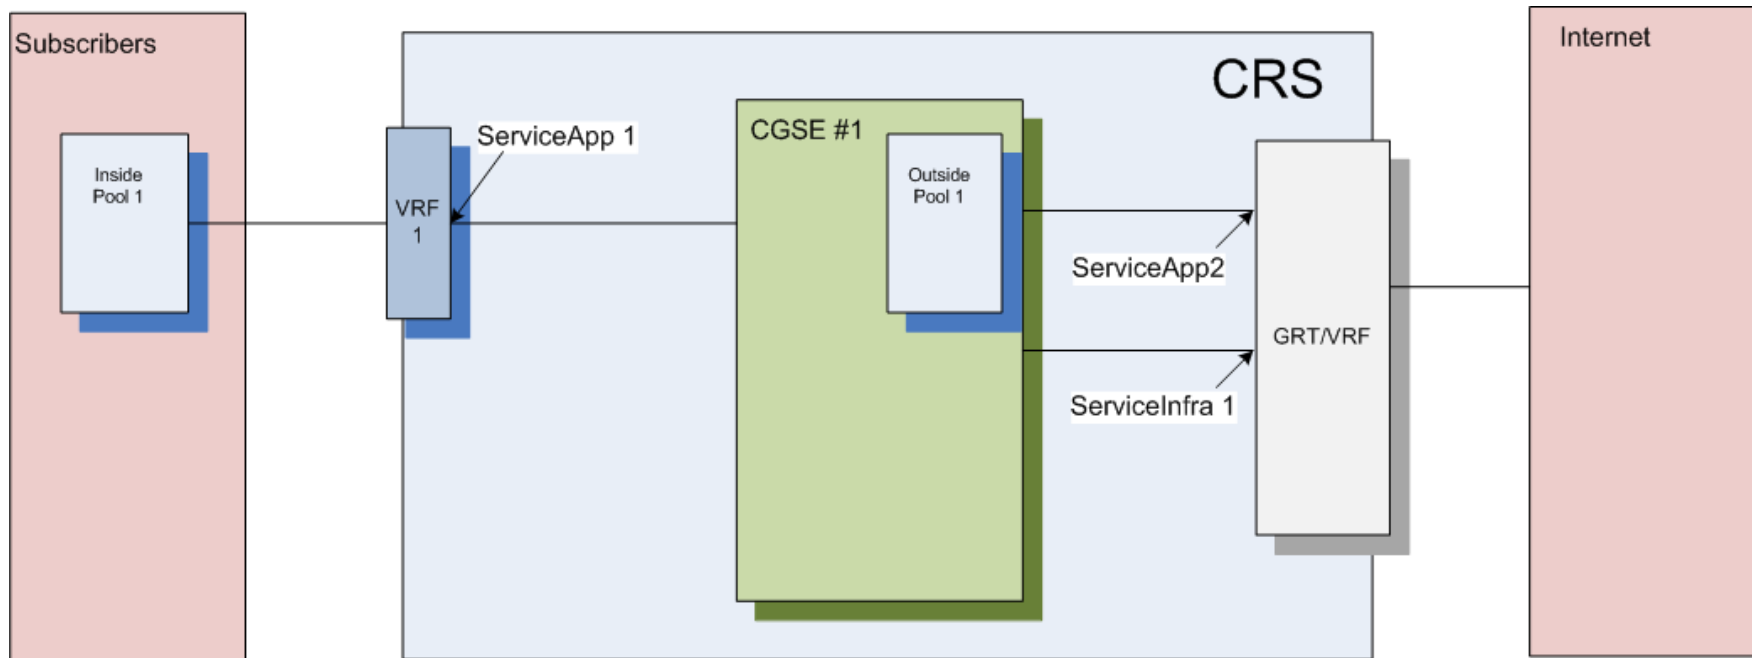 Subscribers
Inside
Pool 1
VRF
1
ServiceApp 1
CRS
CGSE #1
Outside
Pool 1
ServiceApp2
ServiceInfra 1
GRT/VRF
Internet